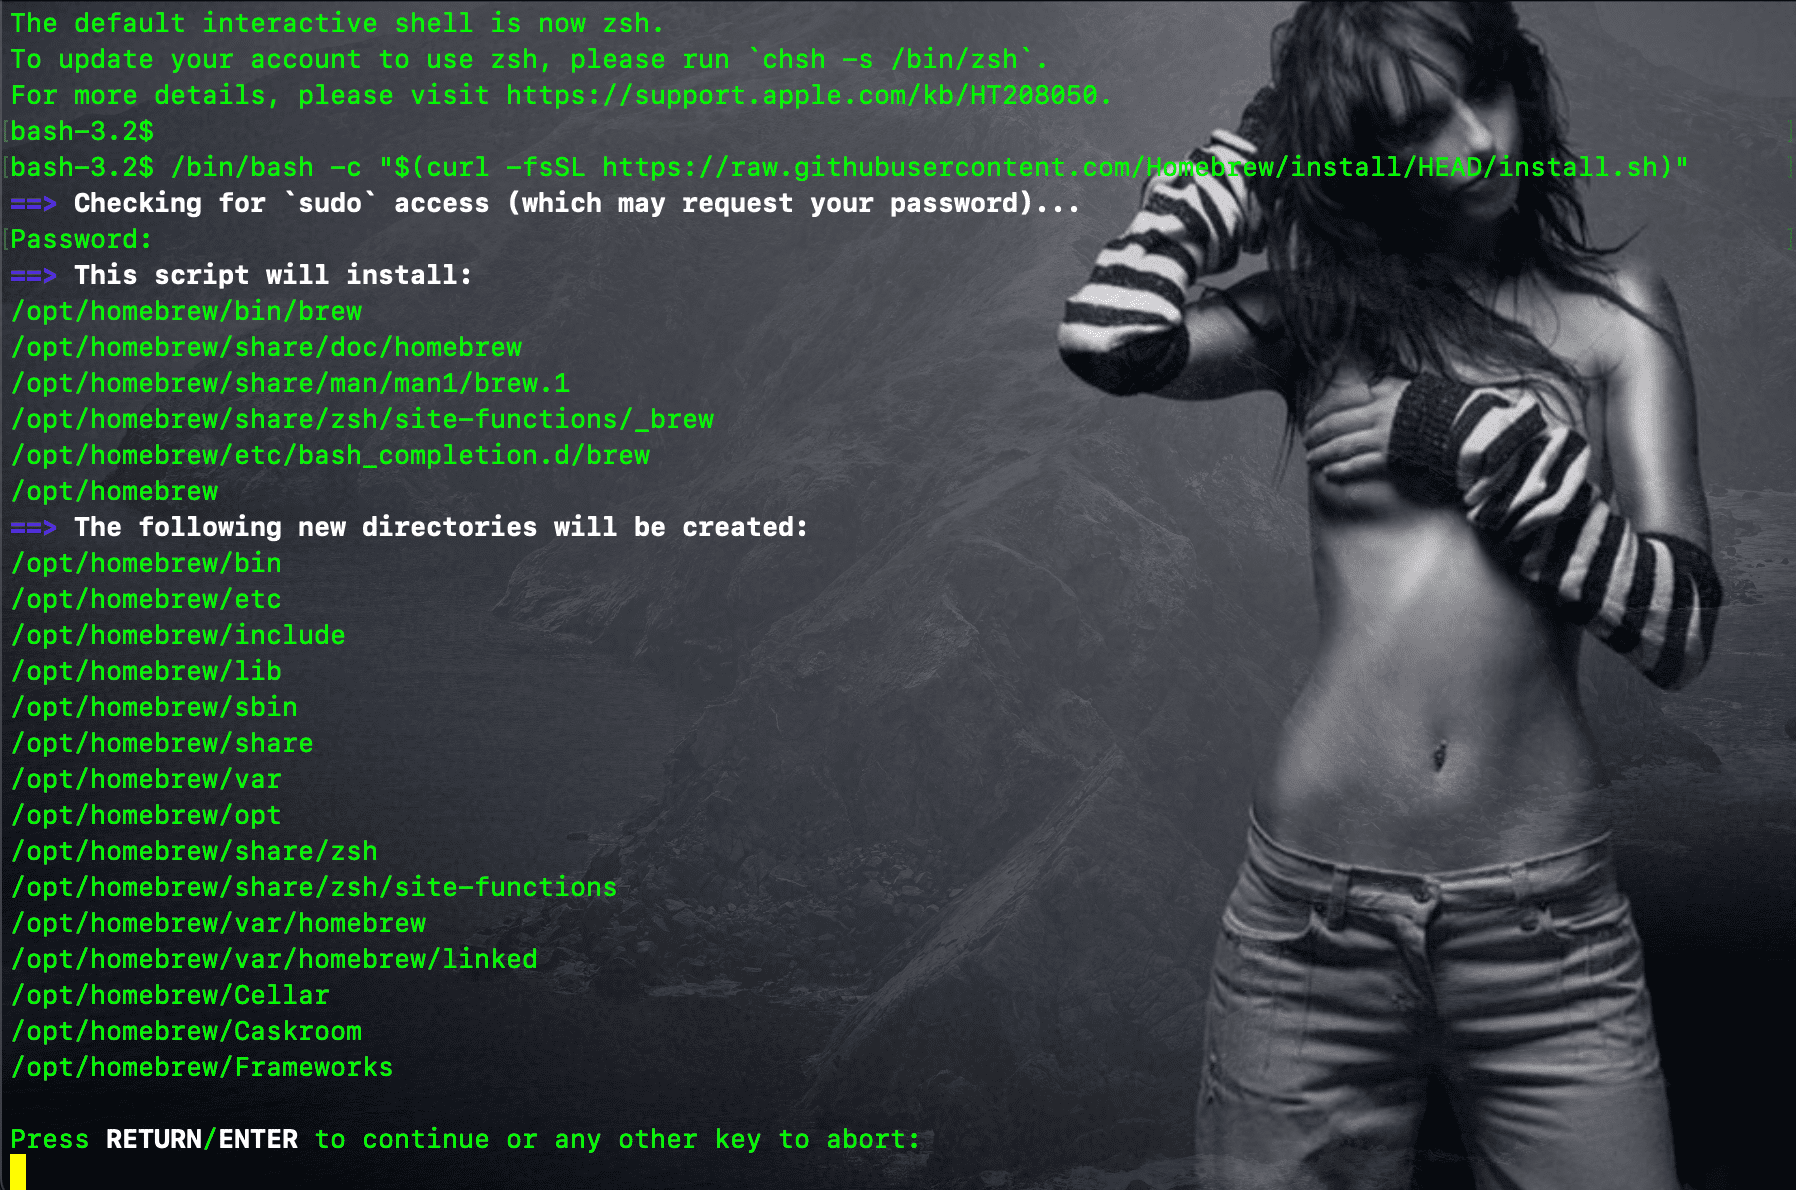 The default interactive shell is now zsh.
To update your account to use zsh, please run `chsh -s /bin/zsh`.
For more details, please visit https://support.apple.com/kb/HT208050.
[bash-3.2$
[bash-3.2$ /bin/bash -c "$(curl -fsSL https://raw.githubusercontent.com/Homebrew/install/HEAD/install.sh)" ]
==> Checking for `sudo` access (which may request your password)...
[Password: ]
==> This script will install:
/opt/homebrew/bin/brew
/opt/homebrew/share/doc/homebrew
/opt/homebrew/share/man/man1/brew.1
/opt/homebrew/share/zsh/site-functions/_brew
/opt/homebrew/etc/bash_completion.d/brew
/opt/homebrew
==> The following new directories will be created:
/opt/homebrew/bin
/opt/homebrew/etc
/opt/homebrew/include
/opt/homebrew/lib
/opt/homebrew/sbin
/opt/homebrew/share
/opt/homebrew/var
/opt/homebrew/opt
/opt/homebrew/share/zsh
/opt/homebrew/share/zsh/site-functions
/opt/homebrew/var/homebrew
/opt/homebrew/var/homebrew/linked
/opt/homebrew/Cellar
/opt/homebrew/Caskroom
/opt/homebrew/Frameworks
Press RETURN/ENTER to continue or any other key to abort: